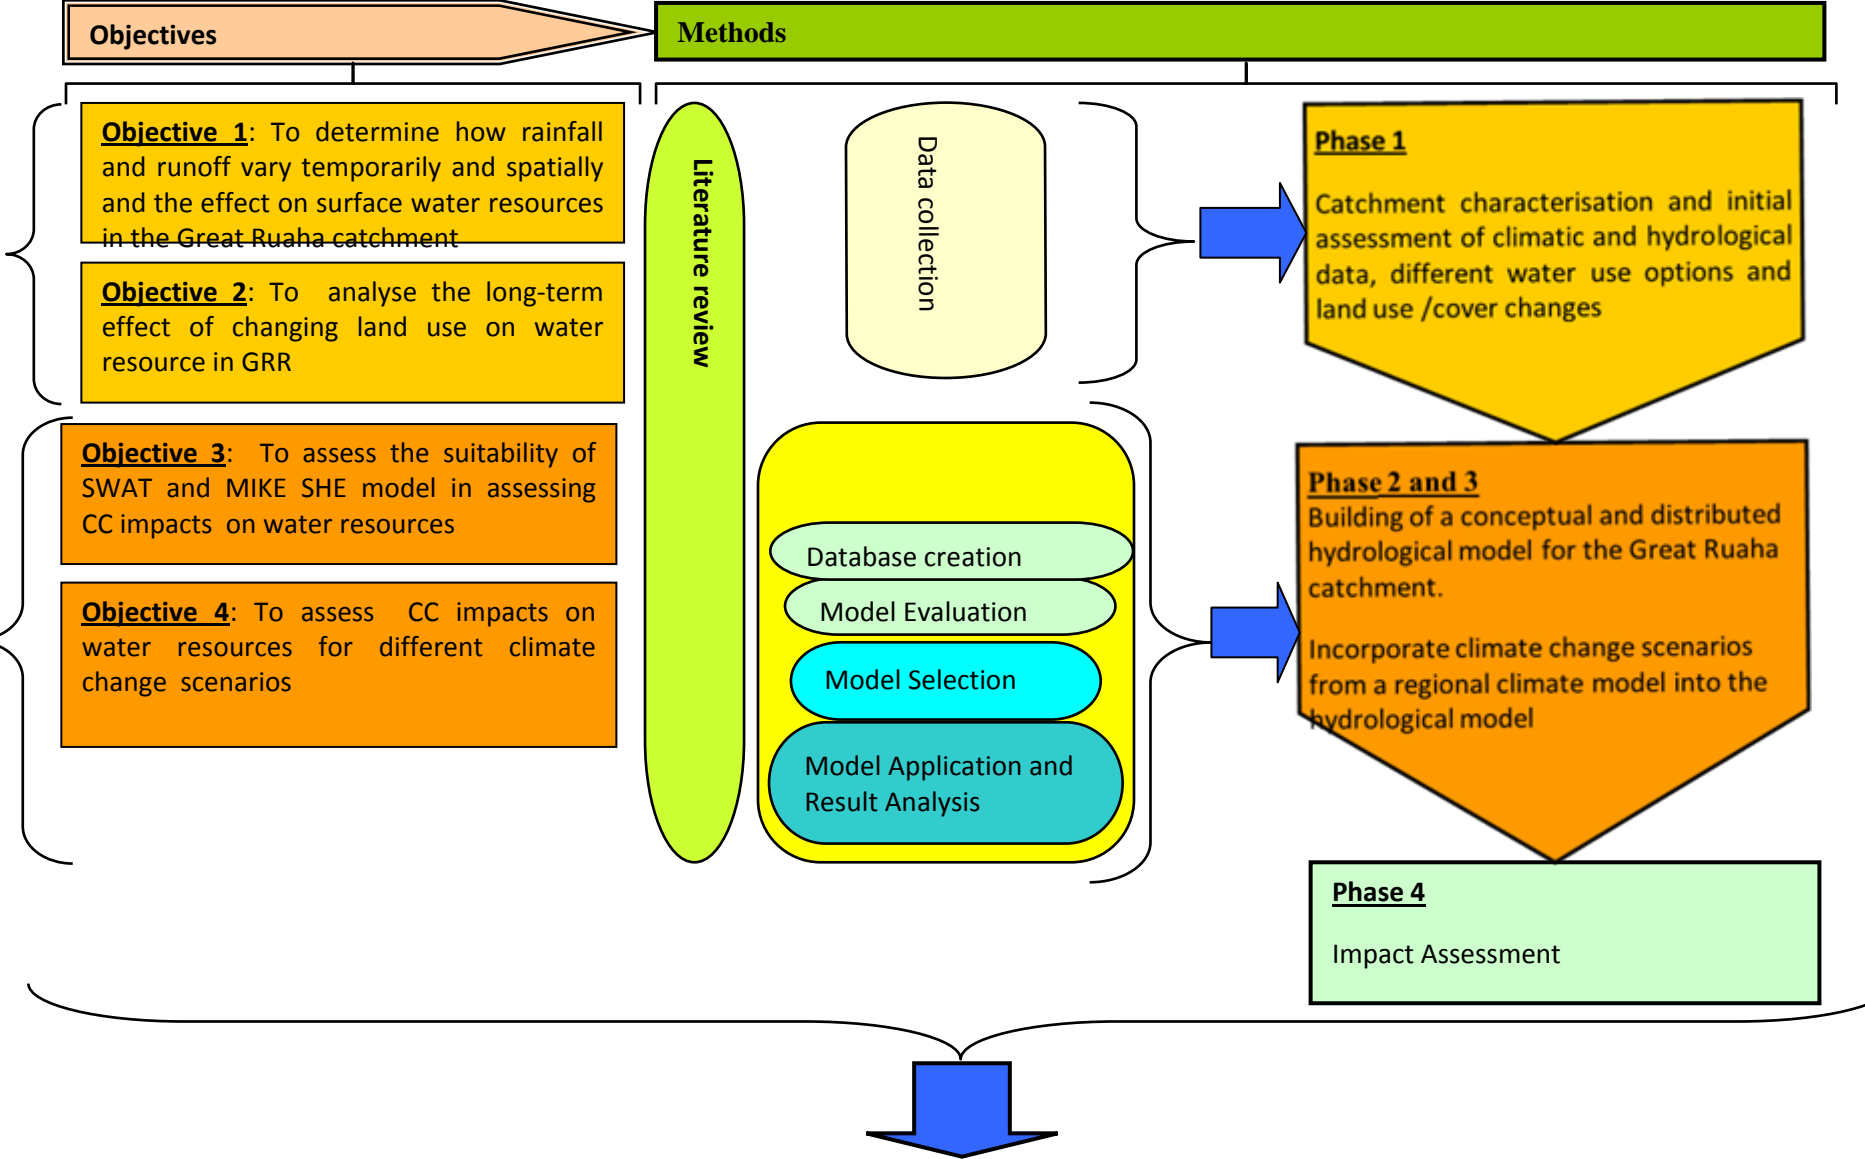 Objectives
Methods
Objective 1: To determine how rainfall
and runoff vary temporarily and spatially
and the effect on surface water resources
in the Great Ruaha catchment
Objective 2: To analyse the long-term
effect of changing land use on water
resource in GRR
Objective 3: To assess the suitability of
SWAT and MIKE SHE model in assessing
CC impacts on water resources
Objective 4: To assess CC impacts on
water resources for different climate
change scenarios
Literature review
Data collection
Database creation
Model Evaluation
Model Selection
Model Application and
Result Analysis
Phase 1
Catchment characterisation and initial
assessment of climatic and hydrological
data, different water use options and
land use /cover changes
Phase 2 and 3
Building of a conceptual and distributed
hydrological model for the Great Ruaha
catchment.
Incorporate climate change scenarios
from a regional climate model into the
hydrological model
Phase 4
Impact Assessment